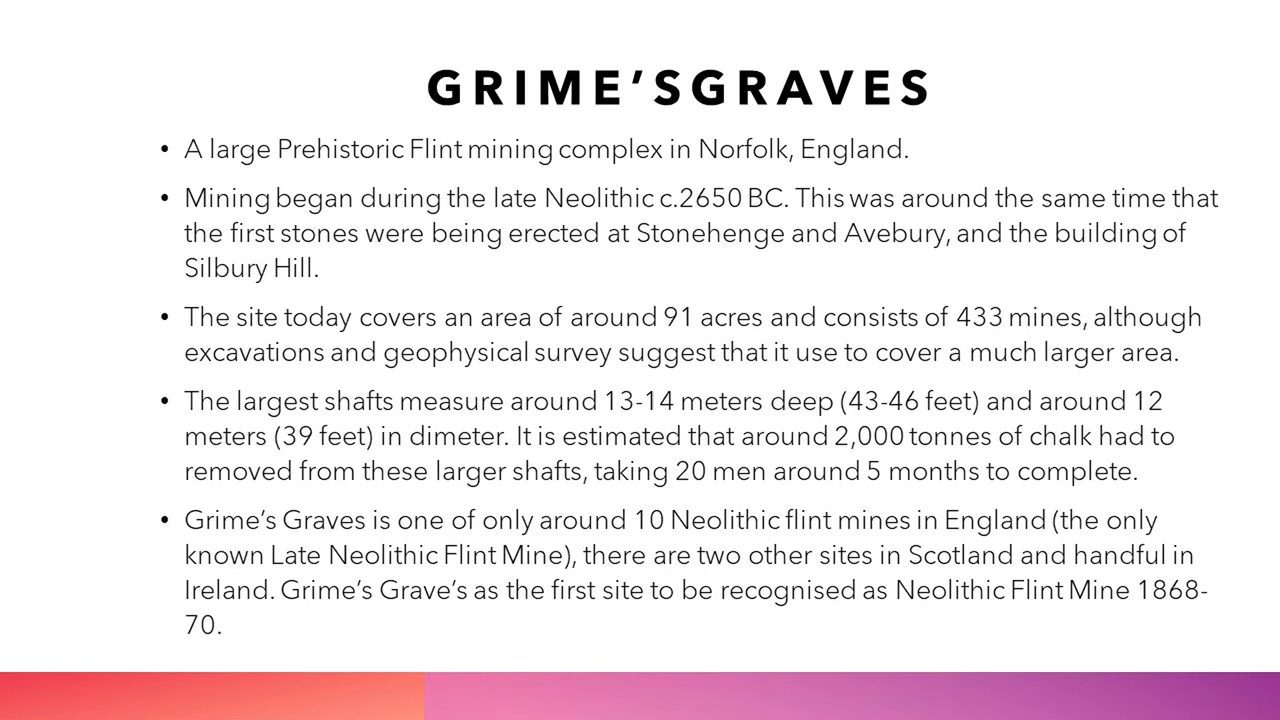 GRIME’SGRAVES
• A large Prehistoric Flint mining complex in Norfolk, England.
• Mining began during the late Neolithic c.2650 BC. This was around the same time that
the first stones were being erected at Stonehenge and Avebury, and the building of
Silbury Hill.
• The site today covers an area of around 91 acres and consists of 433 mines, although
excavations and geophysical survey suggest that it use to cover a much larger area.
• The largest shafts measure around 13-14 meters deep (43-46 feet) and around 12
meters (39 feet) in dimeter. It is estimated that around 2,000 tonnes of chalk had to
removed from these larger shafts, taking 20 men around 5 months to complete.
• Grime’s Graves is one of only around 10 Neolithic flint mines in England (the only
known Late Neolithic Flint Mine), there are two other sites in Scotland and handful in
Ireland. Grime’s Grave’s as the first site to be recognised as Neolithic Flint Mine 1868-
70.